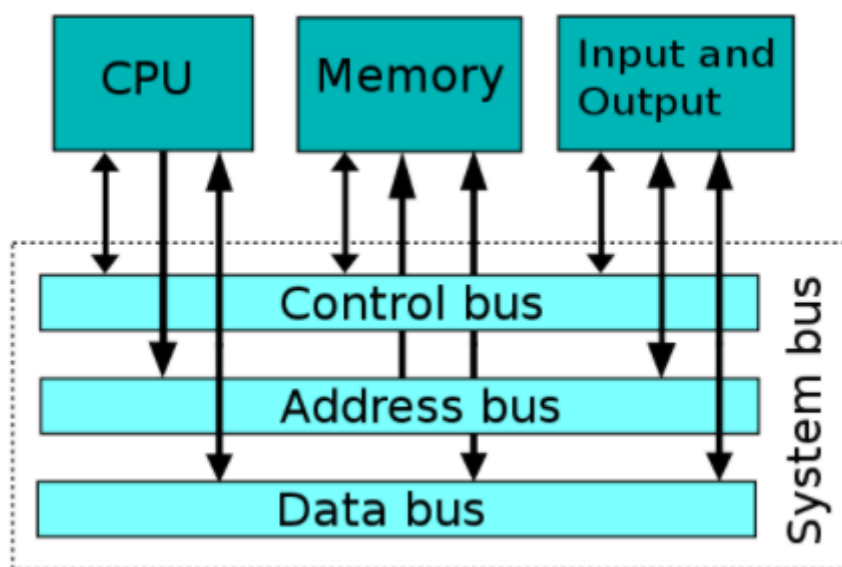 CPU
Memory
Input and
Output
Control bus
Address bus
Data bus
System bus